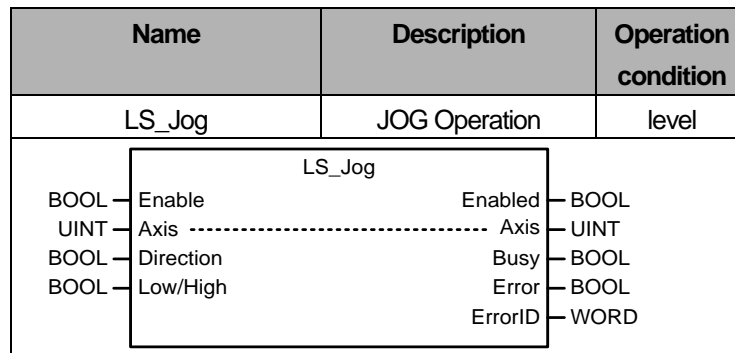 Name Description Operation condition
LS_Jog JOG Operation level
LS_Jog
BOOL Enable Enabled BOOL
UINT Axis Axis UINT
BOOL Direction Busy BOOL
BOOL Low/High Error BOOL
ErrorID WORD